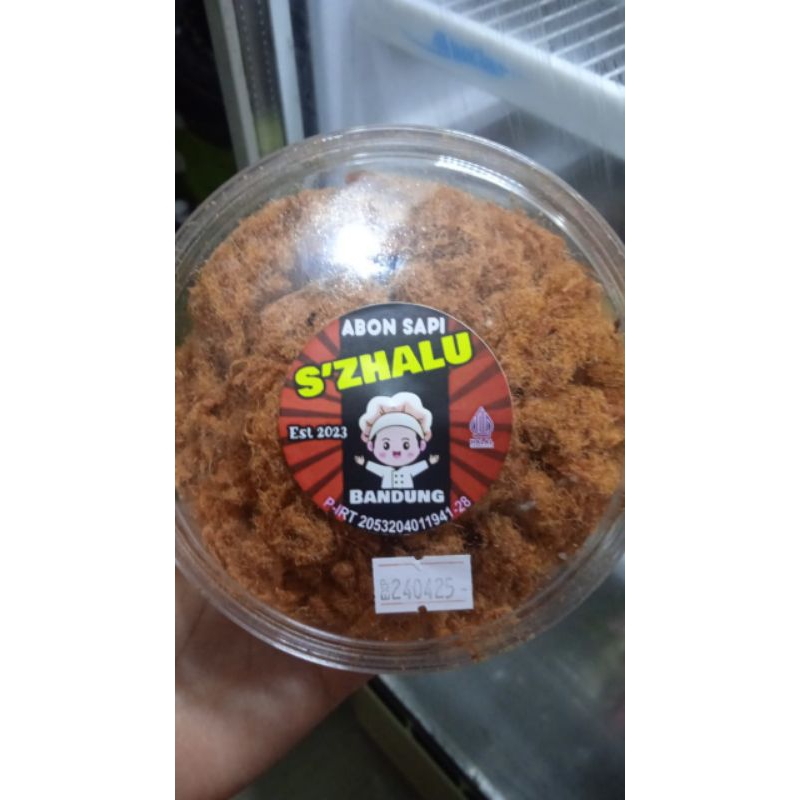 ABON SAPI
S'ZHALU
Est 2023
BANDUNG
P-IRT 2053204011941-28
240425